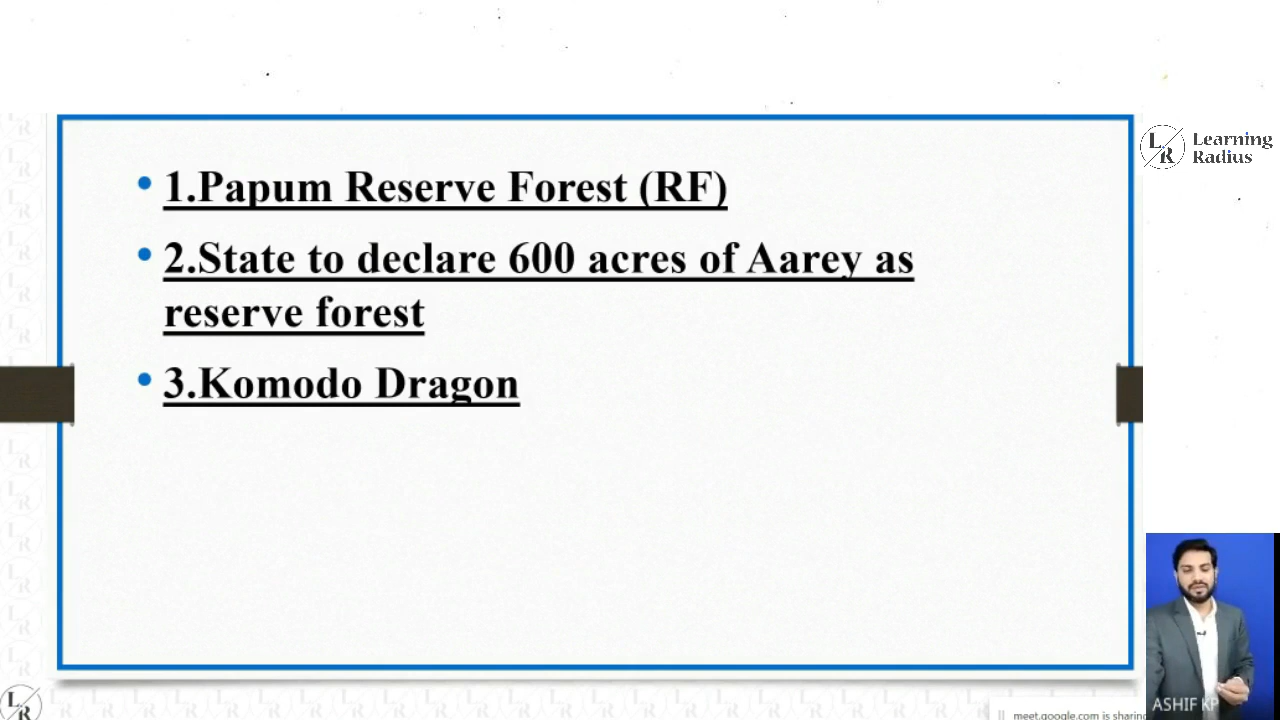 Learning
Radius
1.Papum Reserve Forest (RF)
2.State to declare 600 acres of Aarey as
reserve forest
3.Komodo Dragon
L
R
ASHIF KP
meet.google.com is sharing